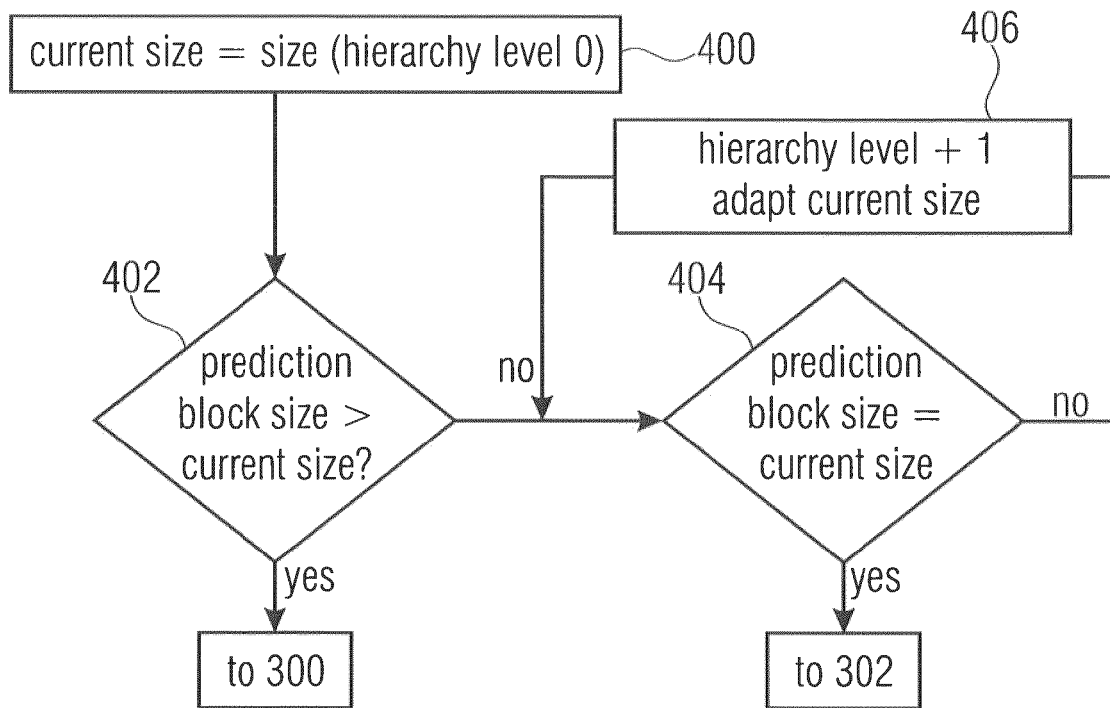 current size = size (hierarchy level 0)
400
406
hierarchy level + 1
adapt current size
402
prediction
block size >
current size?
no
404
prediction
block size =
current size
no
yes
to 300
yes
to 302